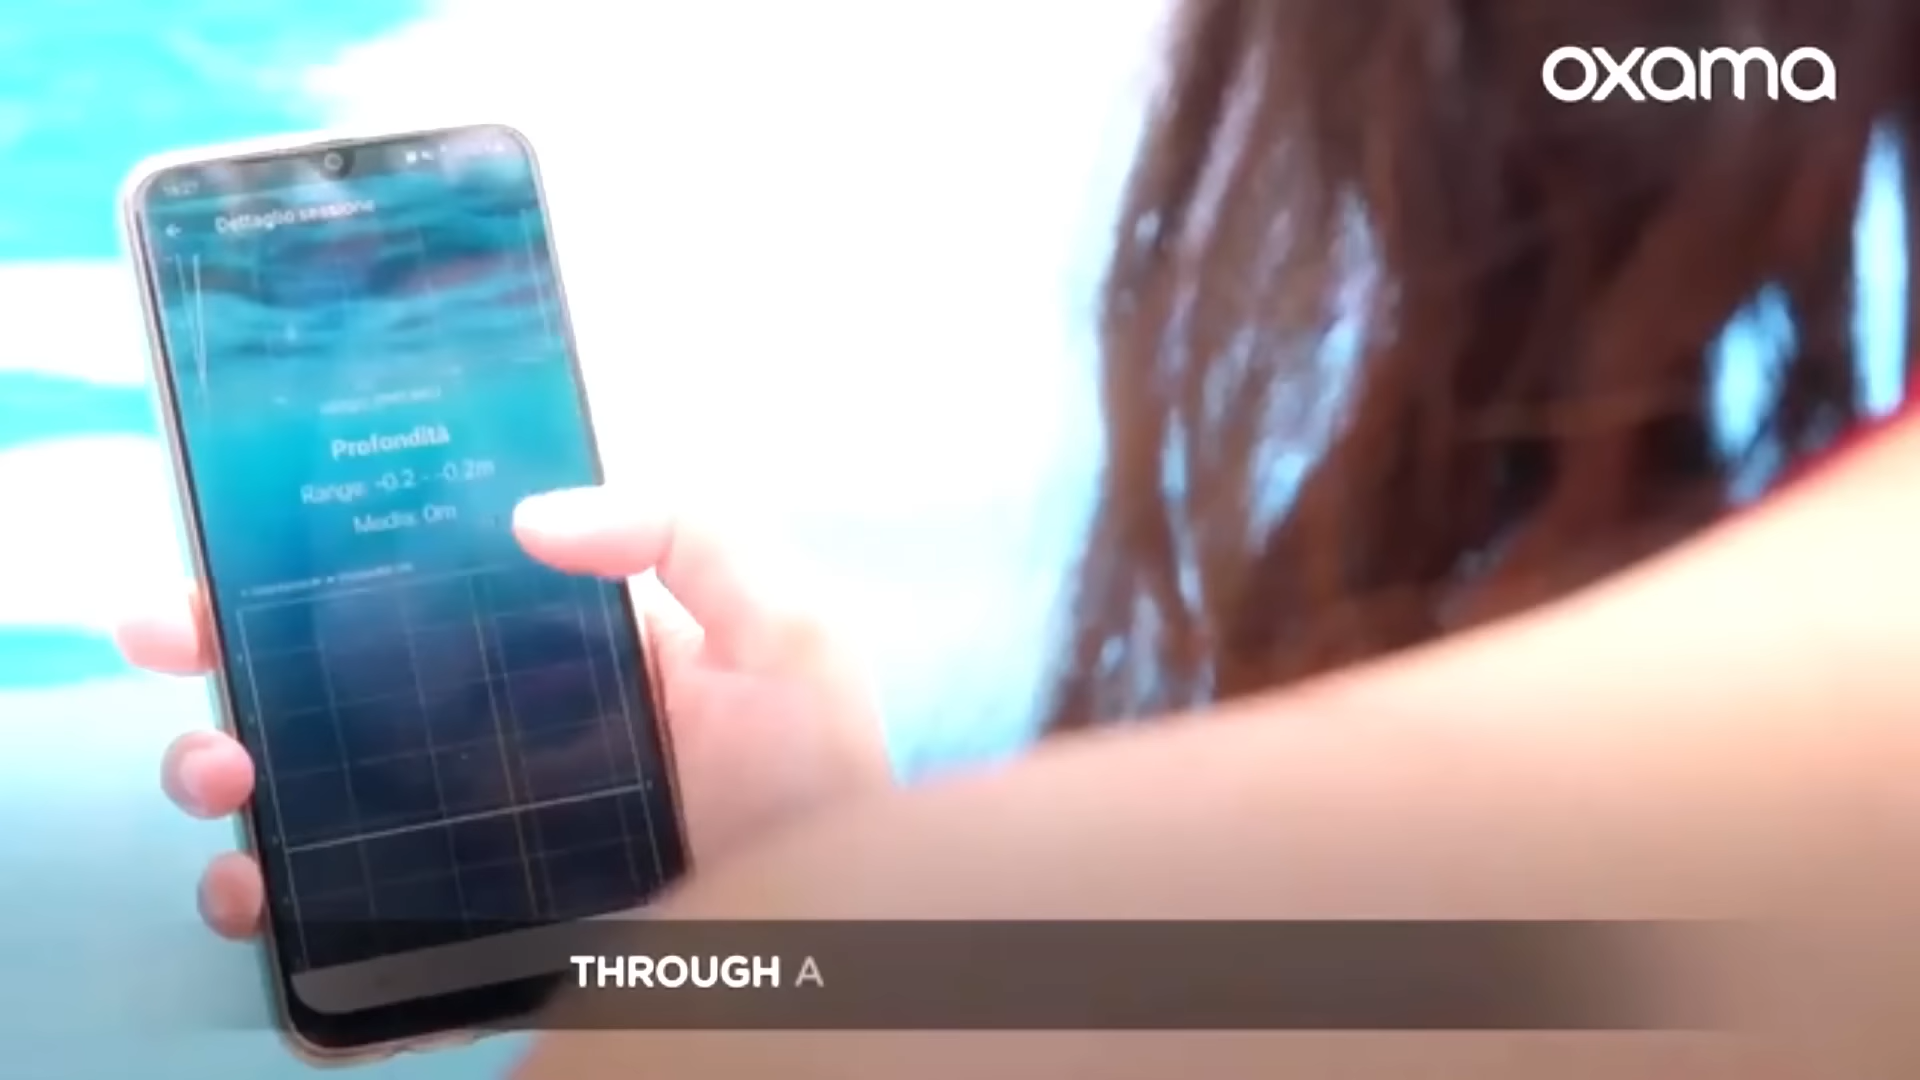 oxama
Dettaglio sessione
Profondità
Range: -0.2 - -0.2m
Media: 0m
THROUGH A